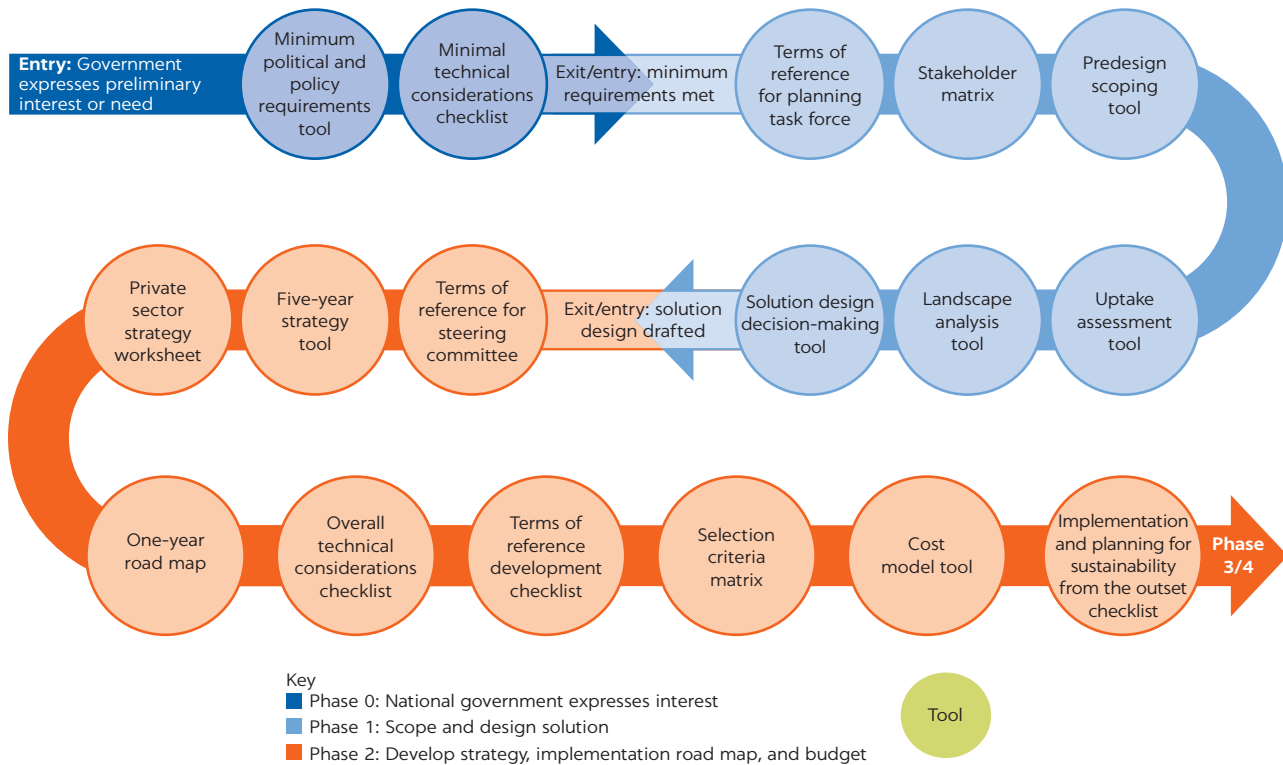 Entry: Government
expresses preliminary
interest or need
Minimum
political and
policy
requirements
tool
Minimal
technical
considerations
checklist
Exit/entry: minimum
requirements met
Terms of
reference
for planning
task force
Stakeholder
matrix
Predesign
scoping
tool
Uptake
assessment
tool
Landscape
analysis
tool
Solution design
decision-making
tool
Exit/entry: solution
design drafted
Terms of
reference for
steering
committee
Five-year
strategy
tool
Private
sector
strategy
worksheet
One-year
road map
Overall
technical
considerations
checklist
Terms of
reference
development
checklist
Selection
criteria
matrix
Cost
model tool
Implementation
and planning for
sustainability
from the outset
checklist
Phase
3/4
Key
Phase 0: National government expresses interest
Phase 1: Scope and design solution
Phase 2: Develop strategy, implementation road map, and budget
Tool